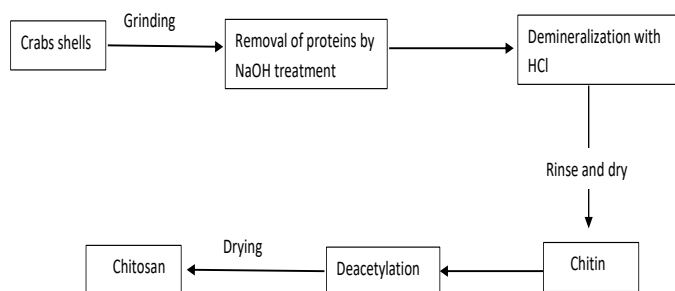 Grinding
Crabs shells
Removal of proteins by
NaOH treatment
Demineralization with
HCl
Rinse and dry
Chitin
Deacetylation
Drying
Chitosan